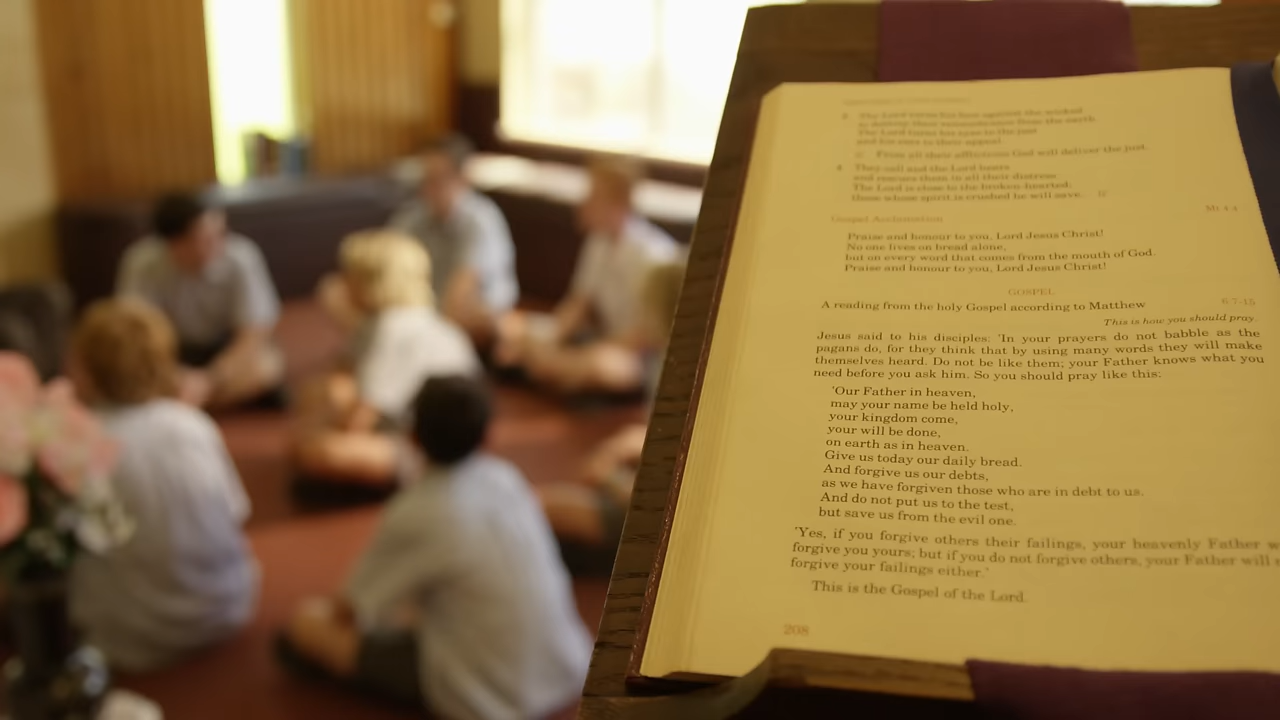 3 The Lord turns his face against the wicked
to destroy their remembrance from the earth.
The Lord turns his eyes to the just
and his ears to their appeal.
From all their afflictions God will deliver the just.
4 They call and the Lord hears
and rescues them in all their distress.
The Lord is close to the broken-hearted;
those whose spirit is crushed he will save.
Gospel Acclamation Mt 4:4
Praise and honour to you, Lord Jesus Christ!
No one lives on bread alone,
but on every word that comes from the mouth of God.
Praise and honour to you, Lord Jesus Christ!
GOSPEL
A reading from the holy Gospel according to Matthew 6:7-15
This is how you should pray.
Jesus said to his disciples: 'In your prayers do not babble as the
pagans do, for they think that by using many words they will make
themselves heard. Do not be like them; your Father knows what you
need before you ask him. So you should pray like this:
'Our Father in heaven,
may your name be held holy,
your kingdom come,
your will be done,
on earth as in heaven.
Give us today our daily bread.
And forgive us our debts,
as we have forgiven those who are in debt to us.
And do not put us to the test,
but save us from the evil one.
'Yes, if you forgive others their failings, your heavenly Father w
forgive you yours; but if you do not forgive others, your Father will
forgive your failings either.'
This is the Gospel of the Lord.
208